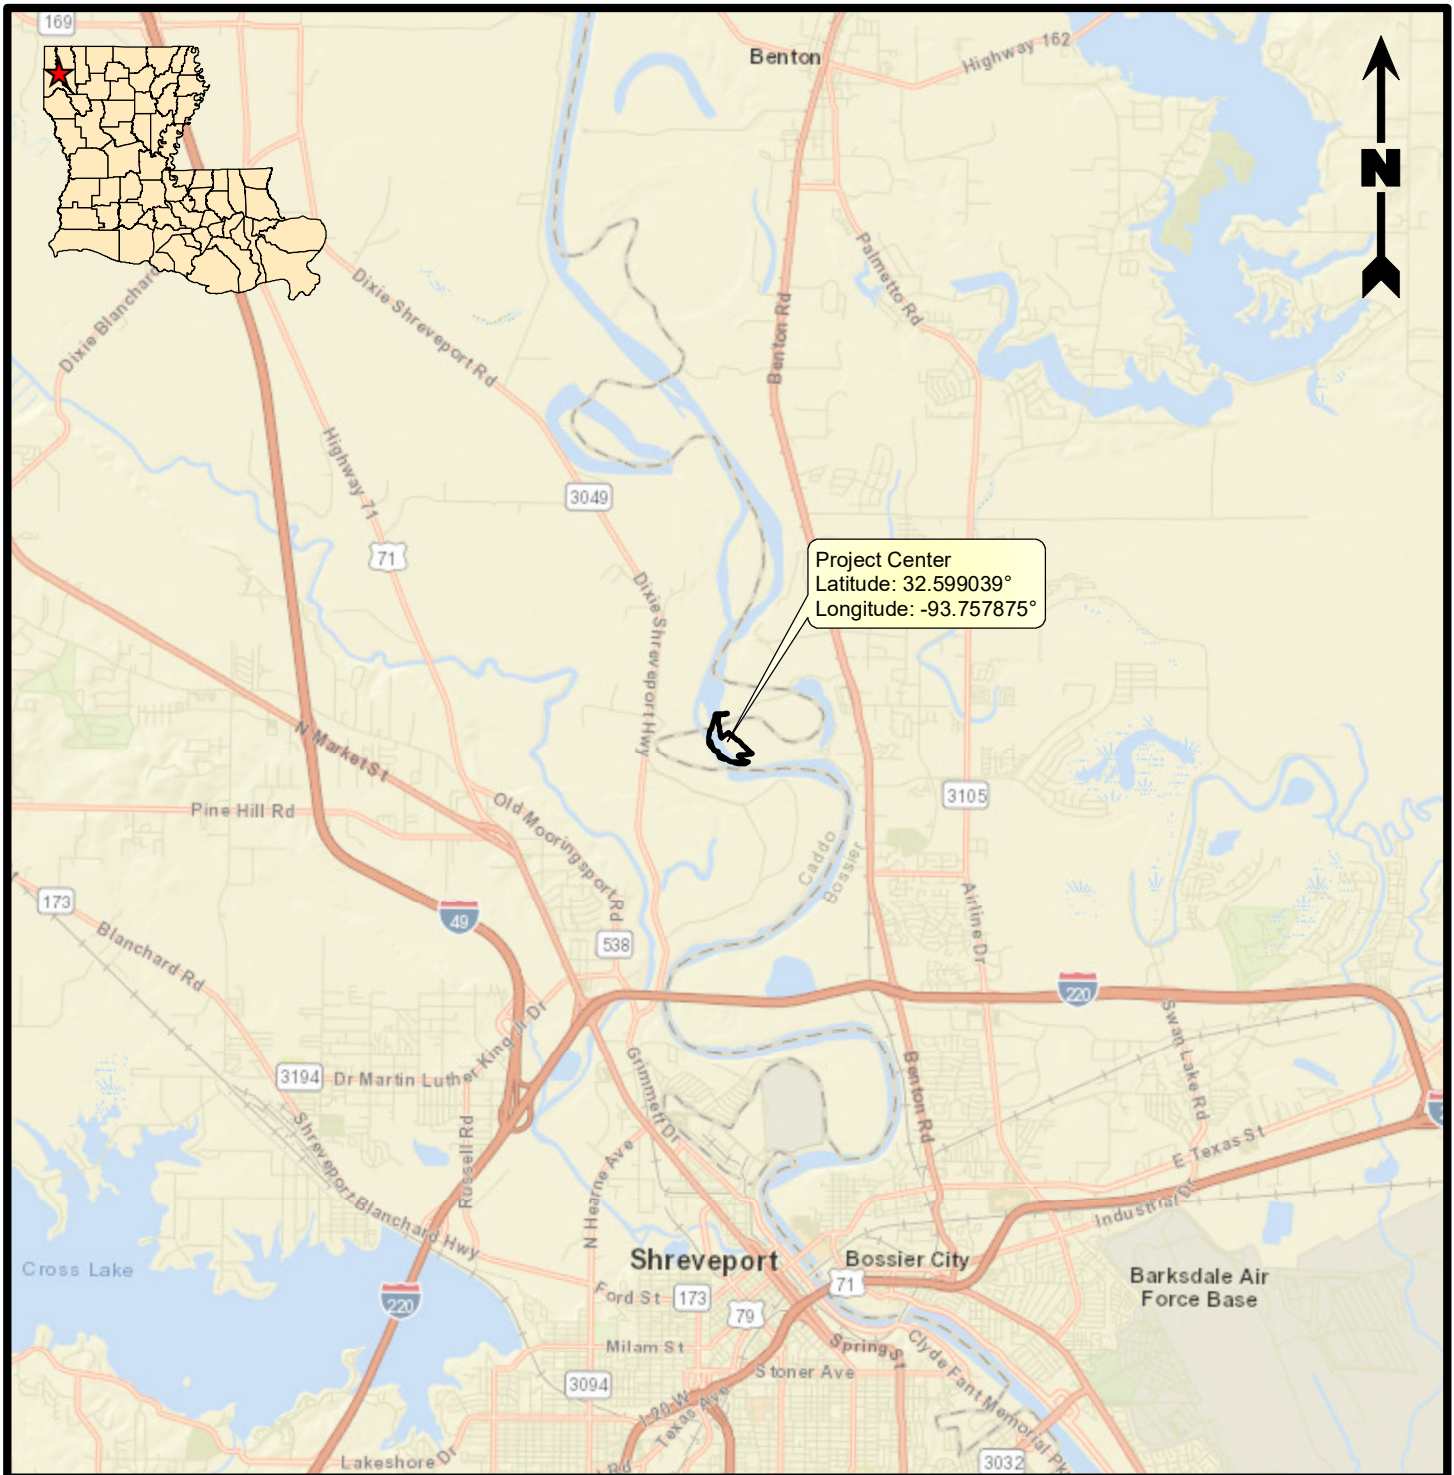 169
Benton
Highway 162
N
Dixie Blanchard
Dixie Shreveport Rd
Palmetto Rd
Benton Rd
Highway 71
3049
71
Project Center
Latitude: 32.599039°
Longitude: -93.757875°
Dixie Shreveport Hwy
N Market St
Pine Hill Rd
Old Mooringsport Rd
3105
Caddo
Bossier
173
49
Airline Dr
Blanchard Rd
538
220
Swan Lake Rd
3194
Dr Martin Luther King Jr Dr
Grimmett Dr
Benton Rd
Russell Rd
Shreveport Blanchard Hwy
N Hearne Ave
E Texas St
Industrial Dr
Cross Lake
Shreveport
Bossier City
Barksdale Air
Force Base
220
Ford St
173
71
79
Milam St
Spring St
Clyde Fant Memorial Pk
Stoner Ave
3094
I-20 W
Texas Ave
Lakeshore Dr
Rd
3032